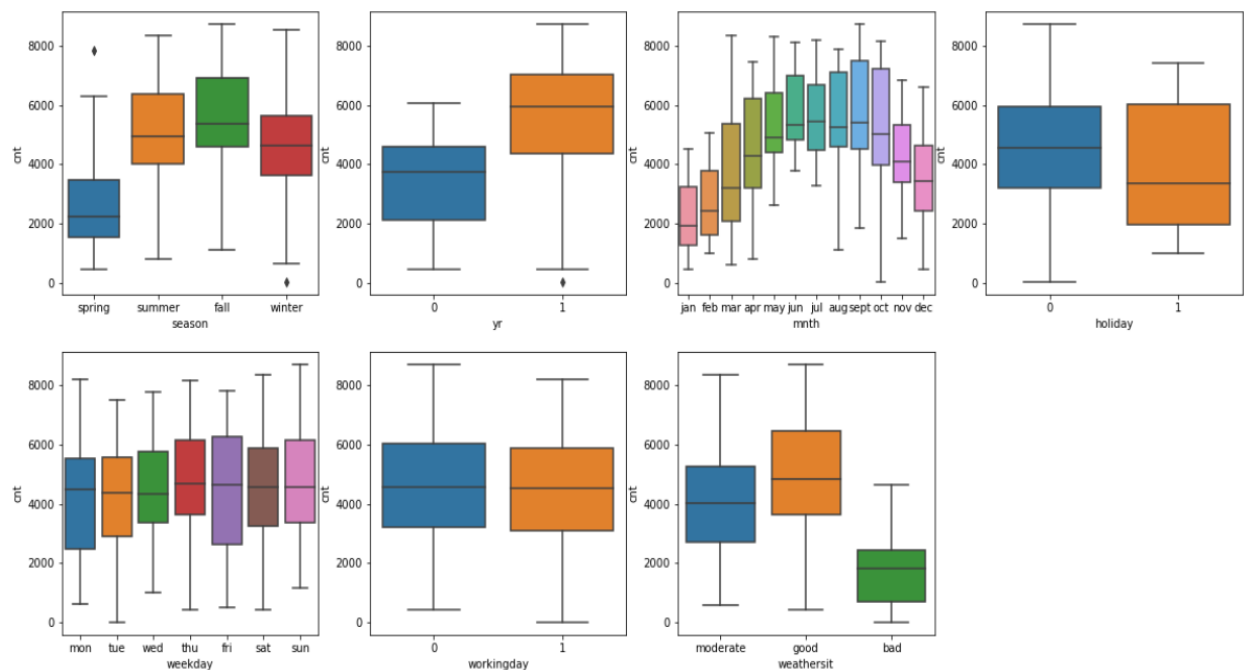 8000 6000 4000 2000 0
cnt
spring summer fall winter
season
8000 6000 4000 2000 0
cnt
0 1
yr
8000 6000 4000 2000 0
cnt
jan feb mar apr may jun jul aug sept oct nov dec
mnth
8000 6000 4000 2000 0
cnt
0 1
holiday
8000 6000 4000 2000 0
cnt
mon tue wed thu fri sat sun
weekday
8000 6000 4000 2000 0
cnt
0 1
workingday
8000 6000 4000 2000 0
cnt
moderate good bad
weathersit